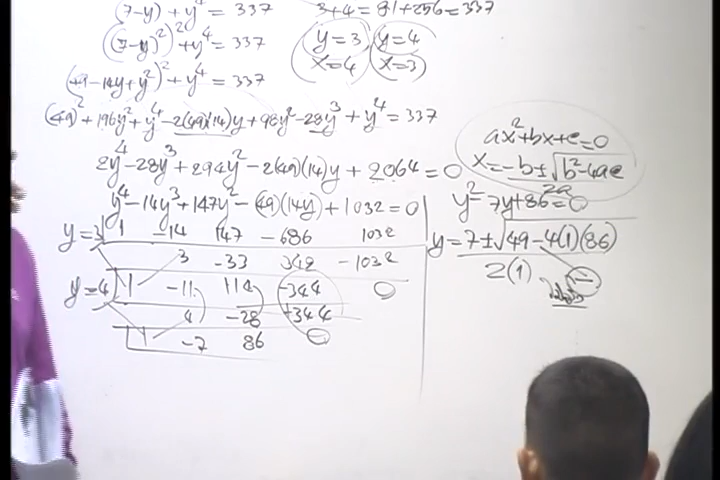 (7-y) + y⁴ = 337
3+4 = 81+256 = 337
((7-y)²)² + y⁴ = 337
y=3, y=4
x=4 x=3
(49-14y+y²)² + y⁴ = 337
(49)² + 196y² + y⁴ - 2(49)(14)y + 98y² - 28y³ + y⁴ = 337
ax²+bx+c=0
2y⁴-28y³+294y²-2(49)(14)y+2064=0
x=-b±√b²-4ac
2a
y⁴-14y³+147y²-(49)(14y)+1032=0
y²-7y+86=0
y=3 1 -14 147 -686 1032
y=7±√49-4(1)(86)
2(1)
3 -33 342 -1032
y=4 1 -11 114 -344 0
4 -28 +344
1 -7 86 0